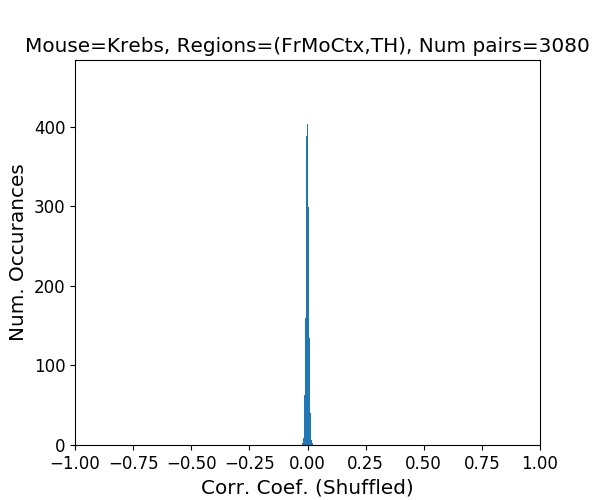 Mouse=Krebs, Regions=(FrMoCtx,TH), Num pairs=3080
Num. Occurances
400
300
200
100
0
−1.00 −0.75 −0.50 −0.25 0.00 0.25 0.50 0.75 1.00
Corr. Coef. (Shuffled)